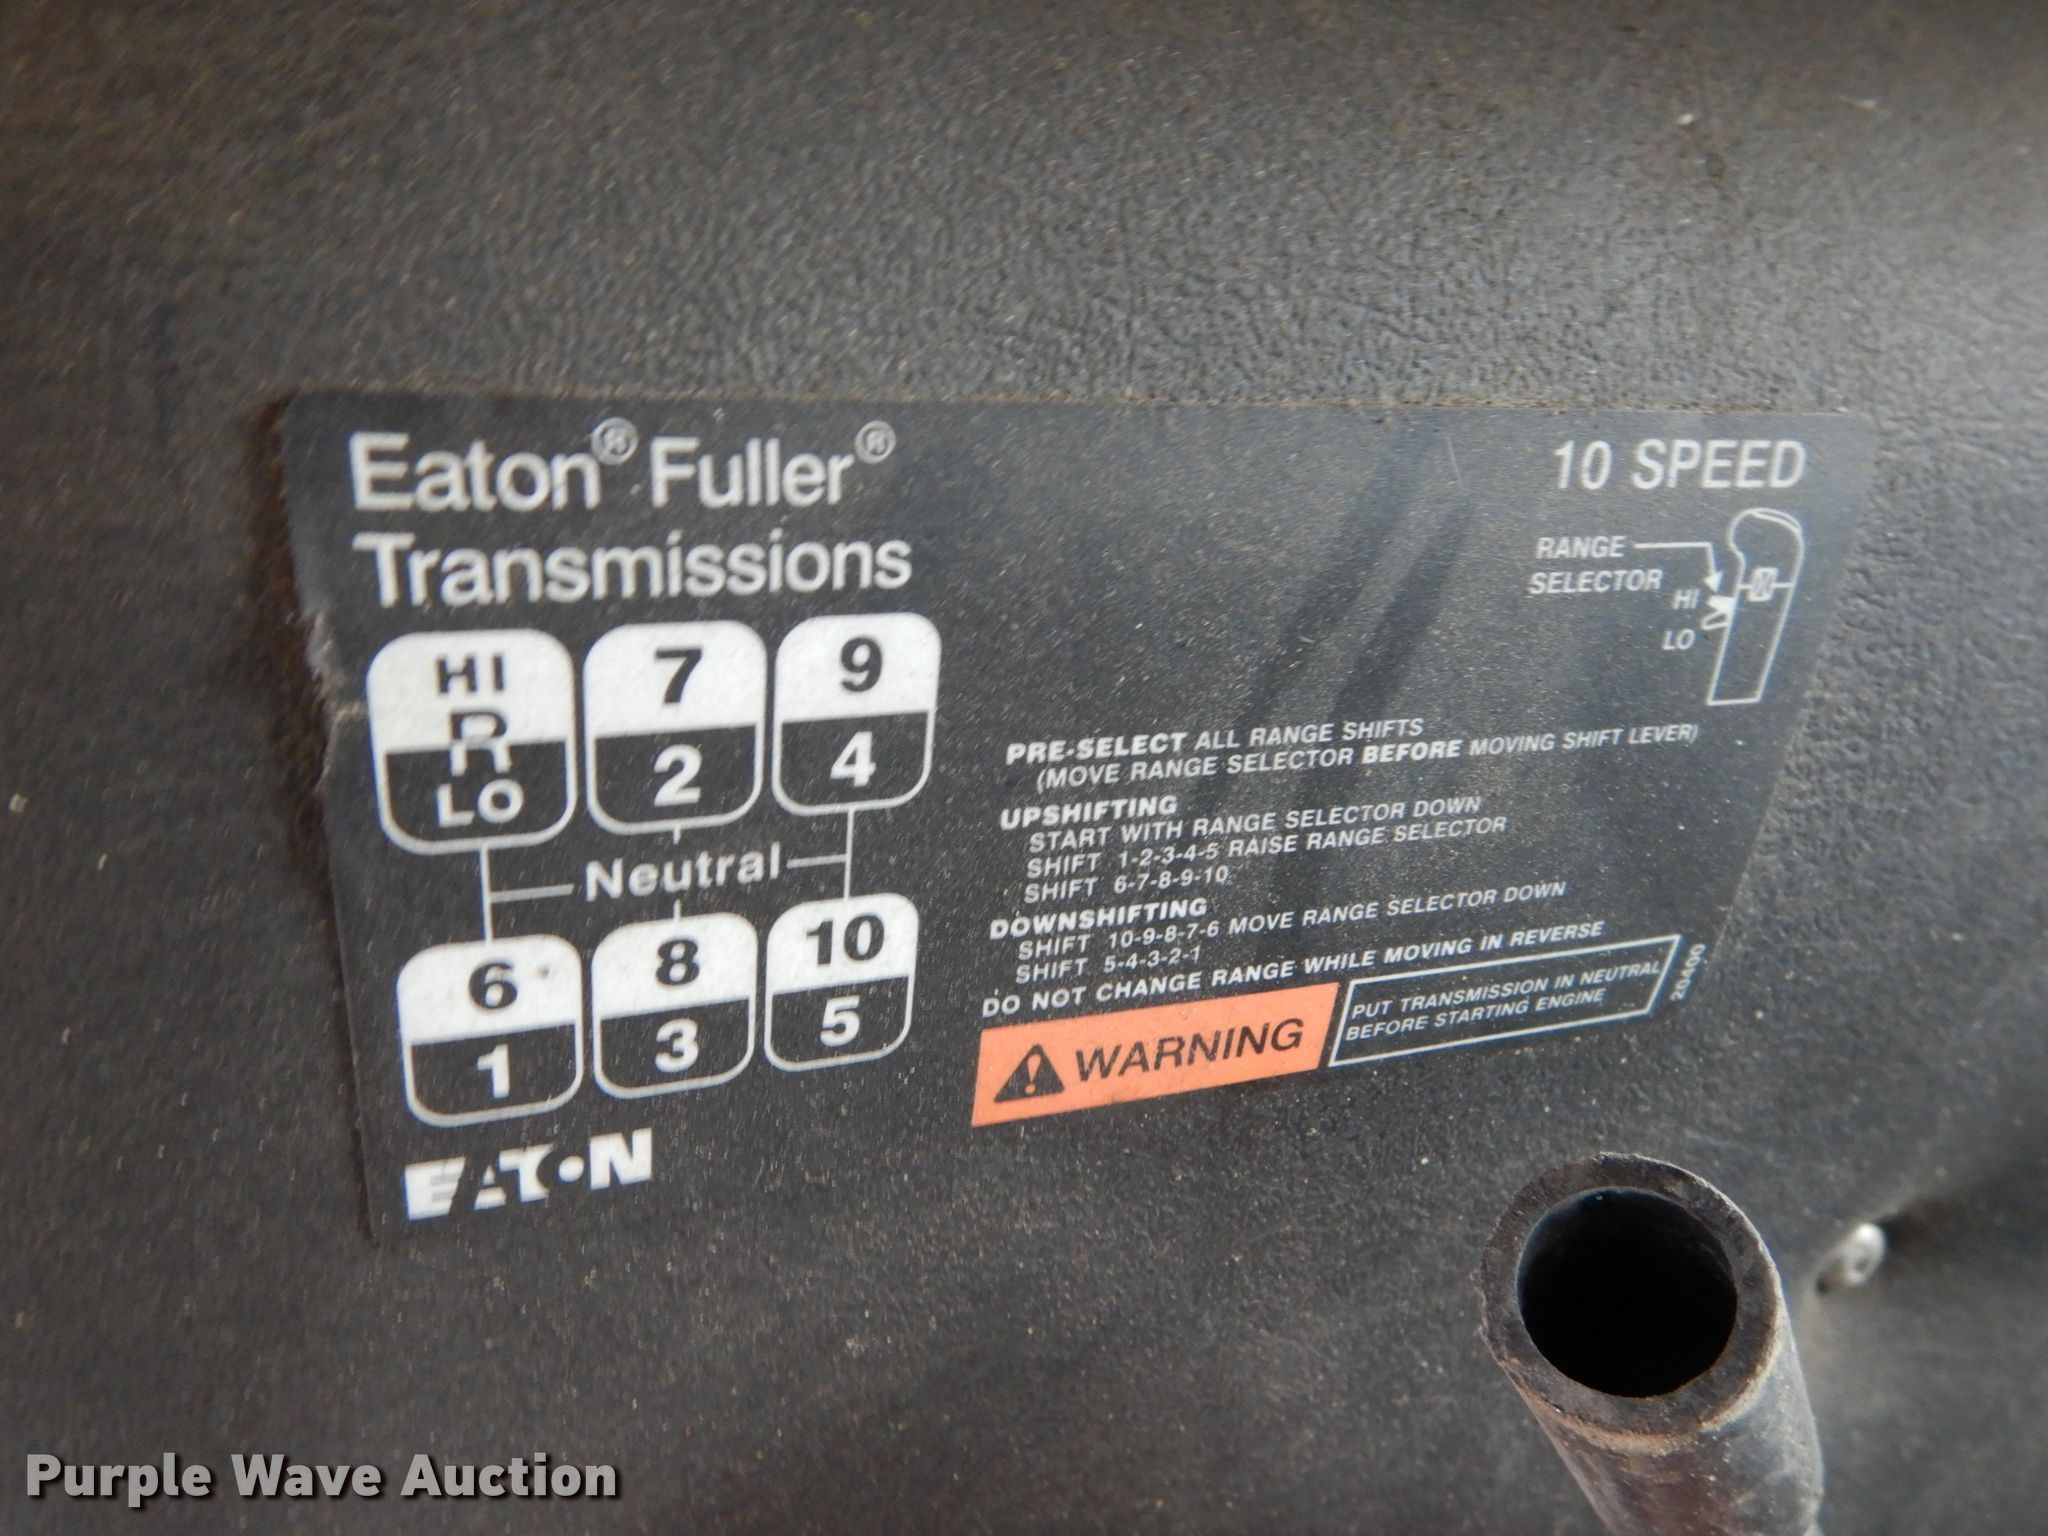 Eaton® Fuller®
Transmissions
10 SPEED
RANGE
SELECTOR
HI
LO
HI
R
LO
7
2
9
4
Neutral
6
1
8
3
10
5
EATON
PRE-SELECT ALL RANGE SHIFTS
(MOVE RANGE SELECTOR BEFORE MOVING SHIFT LEVER)
UPSHIFTING
START WITH RANGE SELECTOR DOWN
SHIFT 1-2-3-4-5 RAISE RANGE SELECTOR
SHIFT 6-7-8-9-10
DOWNSHIFTING
SHIFT 10-9-8-7-6 MOVE RANGE SELECTOR DOWN
SHIFT 5-4-3-2-1
DO NOT CHANGE RANGE WHILE MOVING IN REVERSE
WARNING
PUT TRANSMISSION IN NEUTRAL
BEFORE STARTING ENGINE
20400
Purple Wave Auction